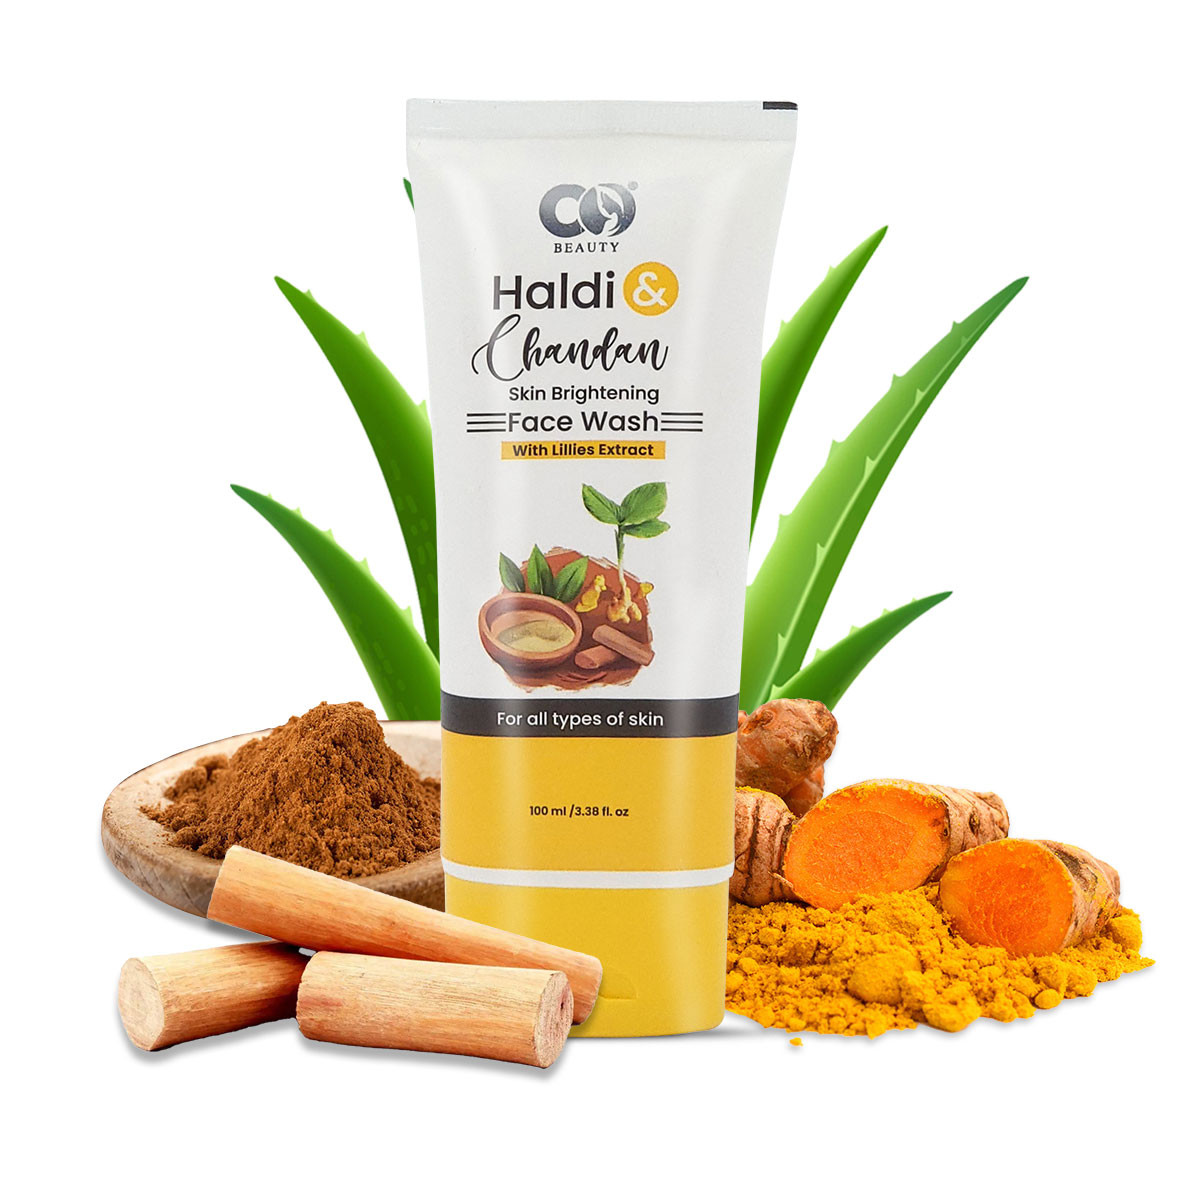 CO®
BEAUTY
Haldi &
Chandan
Skin Brightening
Face Wash
With Lillies Extract
For all types of skin
100 ml /3.38 fl. oz